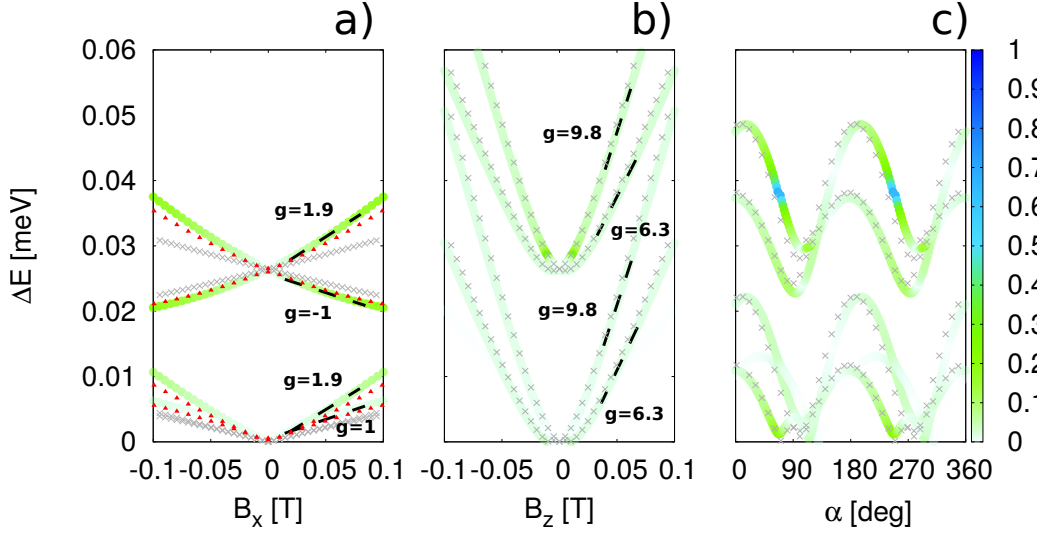 a) b) c)
0.06
0.05
0.04
0.03
0.02
0.01
0
ΔE [meV]
g=1.9
g=-1
g=1.9
g=1
-0.1 -0.05 0 0.05 0.1
B_x [T]
g=9.8
g=6.3
g=9.8
g=6.3
-0.1 -0.05 0 0.05 0.1
B_z [T]
0 90 180 270 360
α [deg]
1
0.9
0.8
0.7
0.6
0.5
0.4
0.3
0.2
0.1
0